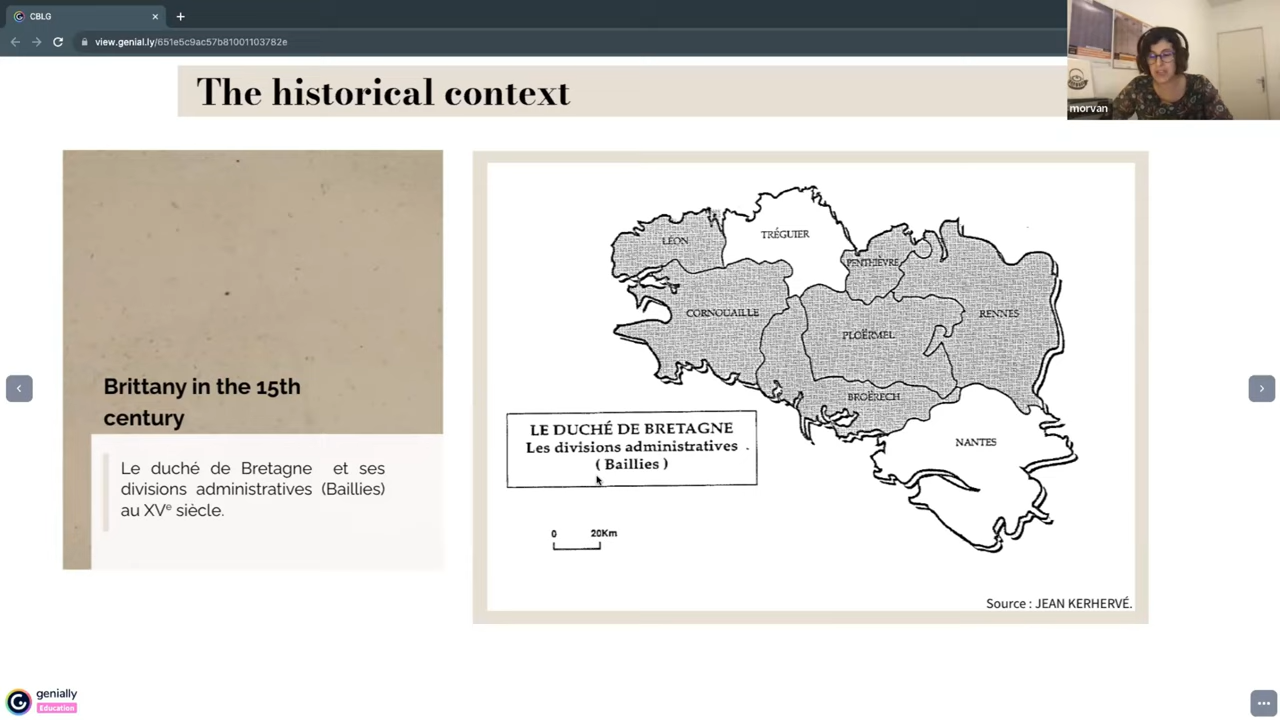 CBLG
view.genial.ly/651e5c9ac57b81001103782e
morvan
The historical context
Brittany in the 15th
century
Le duché de Bretagne et ses
divisions administratives (Baillies)
au XVe siècle.
LÉON
TRÉGUIER
PENTHIÈVRE
CORNOUAILLE
PLOËRMEL
RENNES
BROËRECH
NANTES
LE DUCHÉ DE BRETAGNE
Les divisions administratives
( Baillies )
0 20Km
Source : JEAN KERHERVÉ.
genially
Education